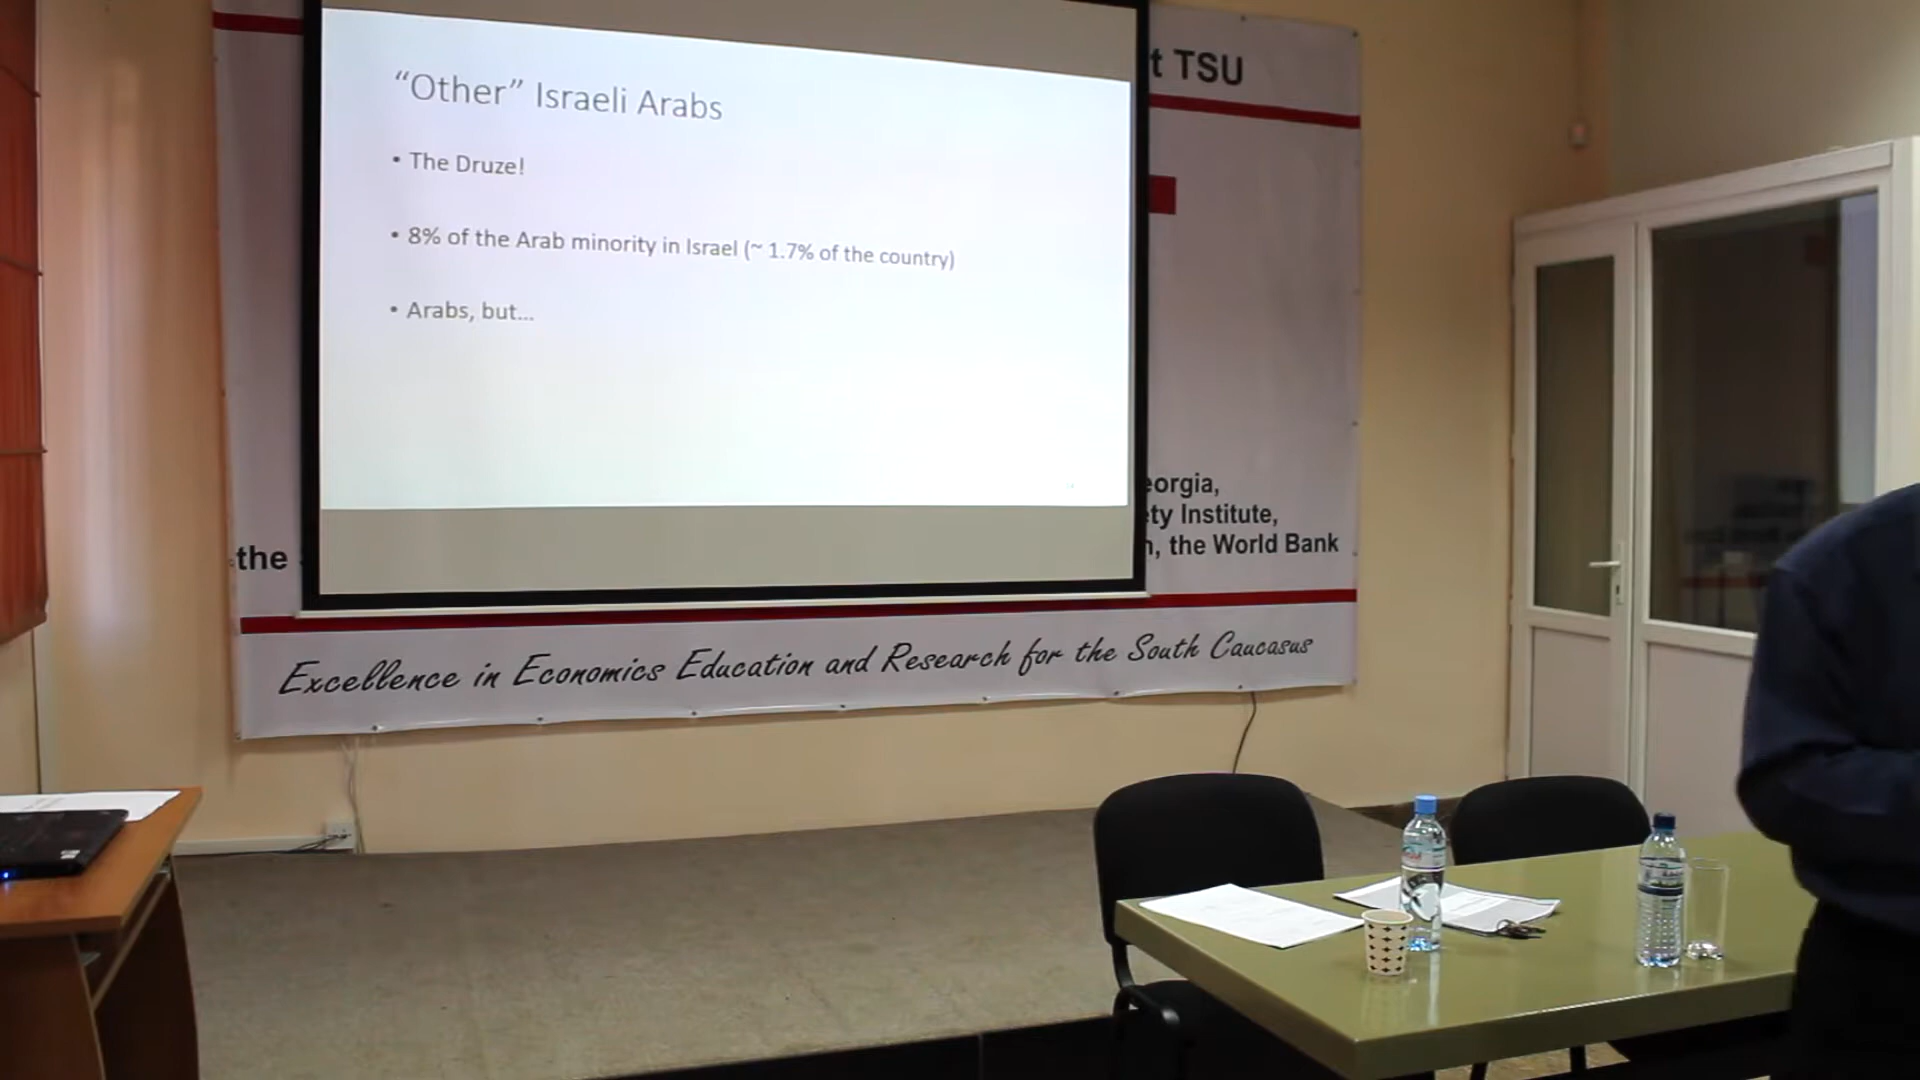 t TSU
“Other” Israeli Arabs
• The Druze!
• 8% of the Arab minority in Israel (~ 1.7% of the country)
• Arabs, but...
eorgia,
ty Institute,
the
, the World Bank
Excellence in Economics Education and Research for the South Caucasus